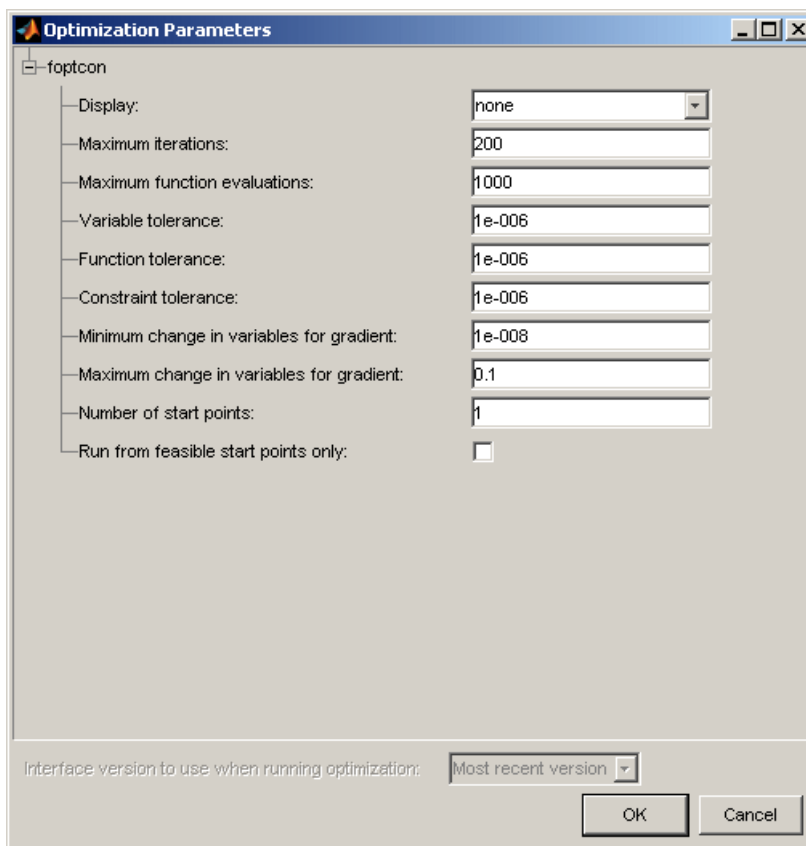 Optimization Parameters
foptcon
Display: none
Maximum iterations: 200
Maximum function evaluations: 1000
Variable tolerance: 1e-006
Function tolerance: 1e-006
Constraint tolerance: 1e-006
Minimum change in variables for gradient: 1e-008
Maximum change in variables for gradient: 0.1
Number of start points: 1
Run from feasible start points only:
Interface version to use when running optimization: Most recent version
OK Cancel